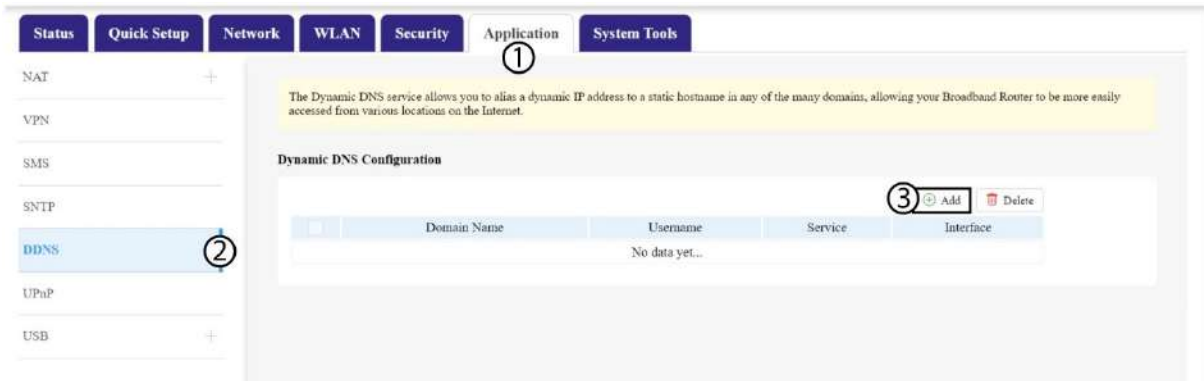 Status Quick Setup Network WLAN Security Application System Tools
①
NAT
VPN
SMS
SNTP
DDNS ②
UPnP
USB
The Dynamic DNS service allows you to alias a dynamic IP address to a static hostname in any of the many domains, allowing your Broadband Router to be more easily
accessed from various locations on the Internet.
Dynamic DNS Configuration
③ Add Delete
Domain Name Username Service Interface
No data yet...